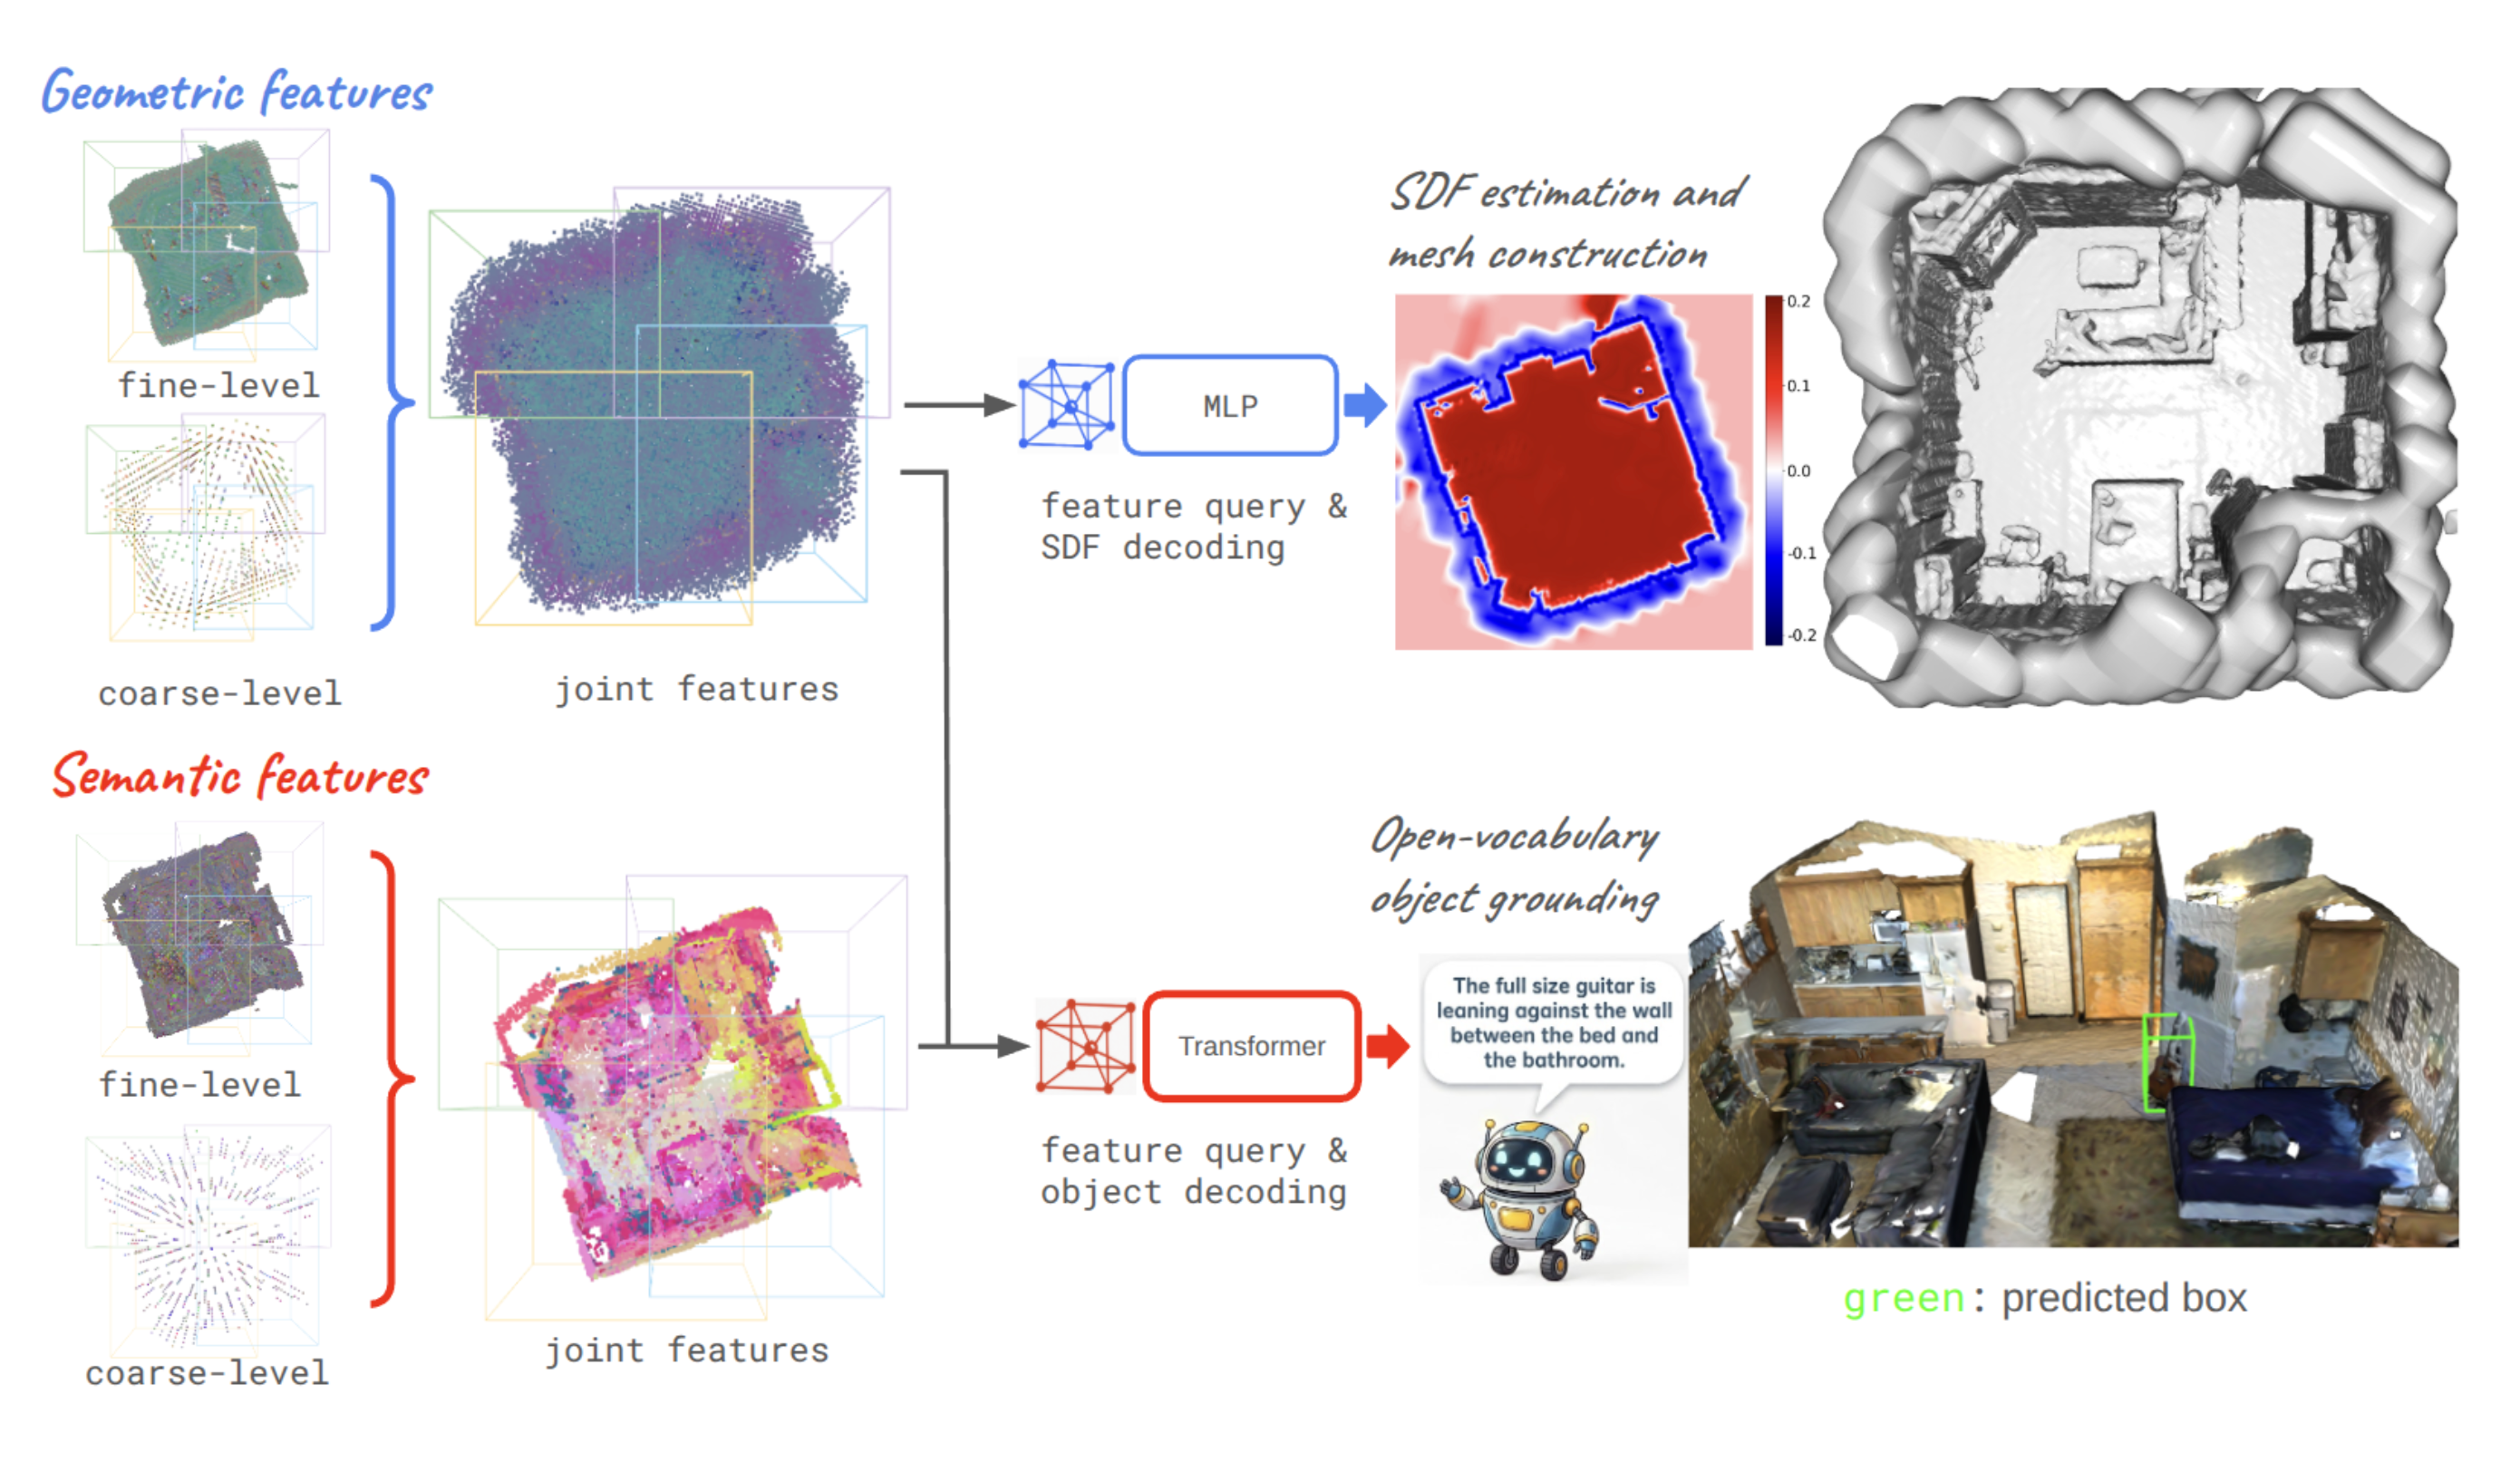 Geometric features
fine-level
coarse-level
joint features
MLP
feature query &
SDF decoding
SDF estimation and
mesh construction
0.2
0.1
0.0
-0.1
-0.2
Semantic features
fine-level
coarse-level
joint features
Transformer
feature query &
object decoding
Open-vocabulary
object grounding
The full size guitar is
leaning against the wall
between the bed and
the bathroom.
green: predicted box